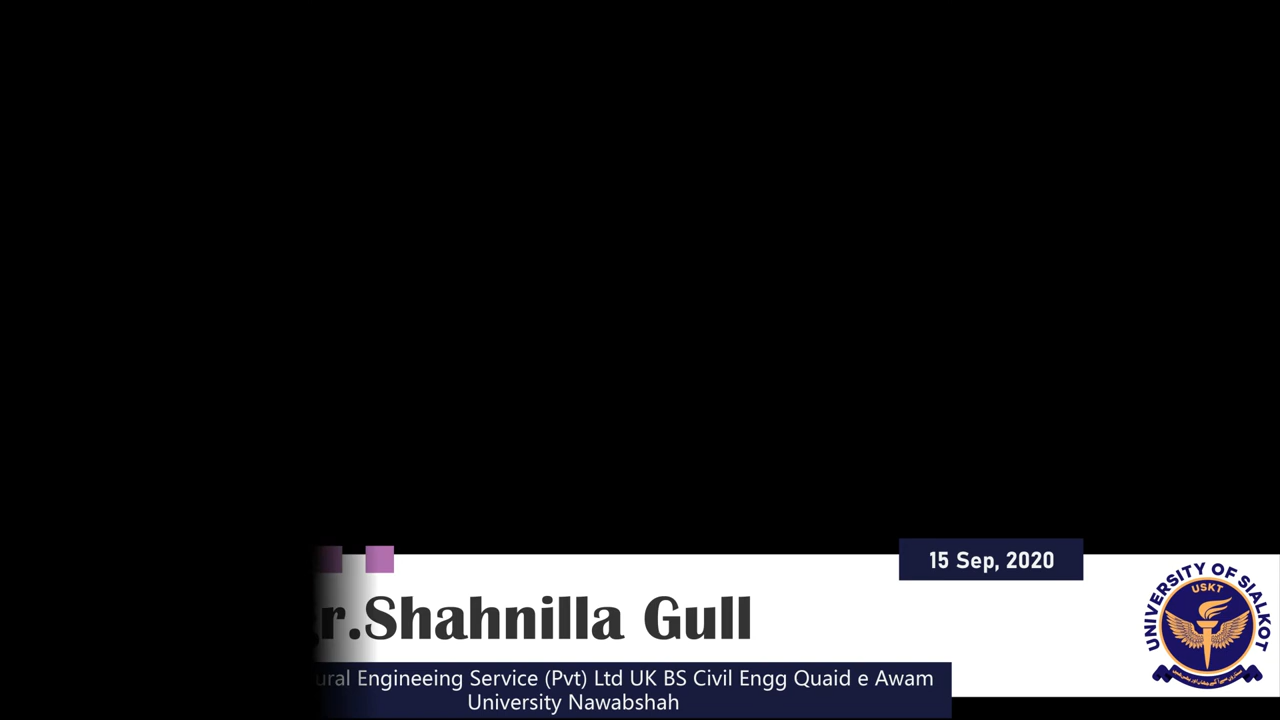 15 Sep, 2020
gr.Shahnilla Gull
ural Engineeing Service (Pvt) Ltd UK BS Civil Engg Quaid e Awam
University Nawabshah
UNIVERSITY OF SIALKOT
USKT